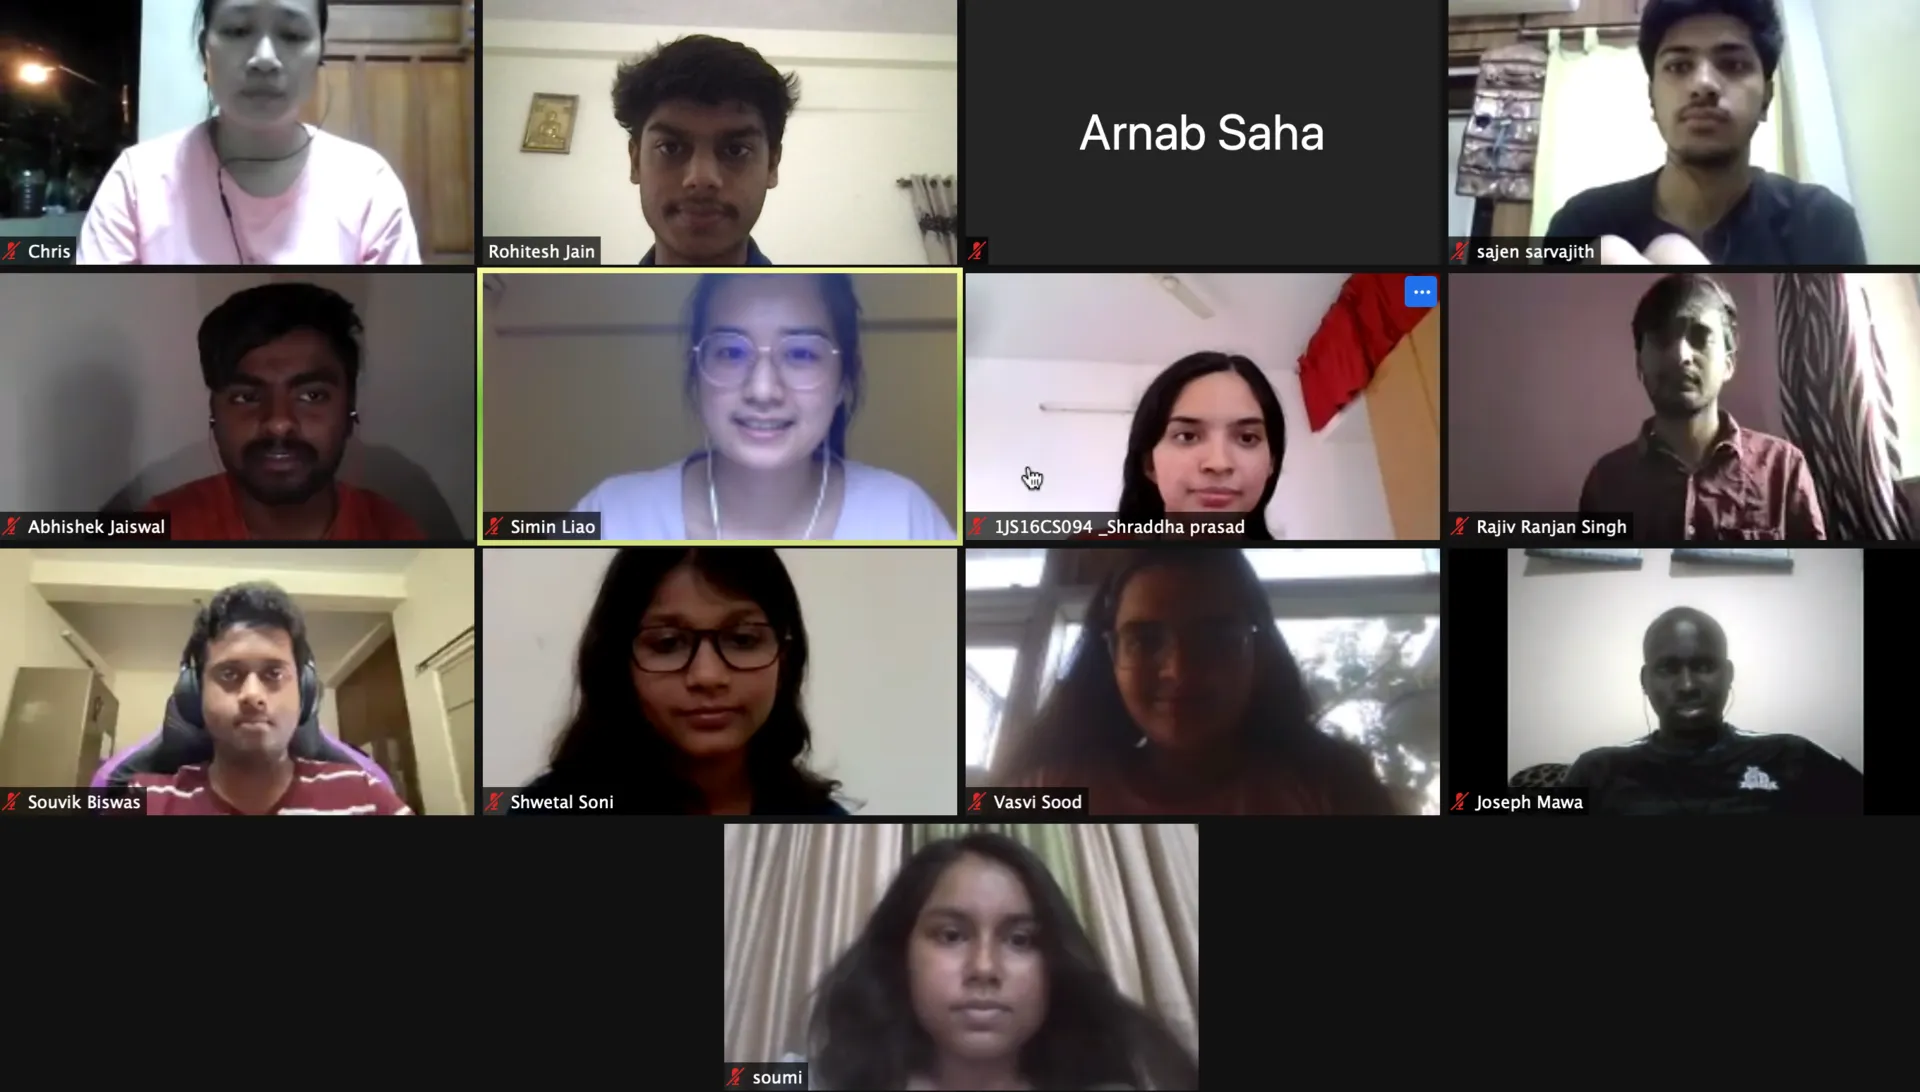 Chris
Rohitesh Jain
Arnab Saha
sajen sarvajith
Abhishek Jaiswal
Simin Liao
1JS16CS094 _Shraddha prasad
Rajiv Ranjan Singh
Souvik Biswas
Shwetal Soni
Vasvi Sood
Joseph Mawa
soumi